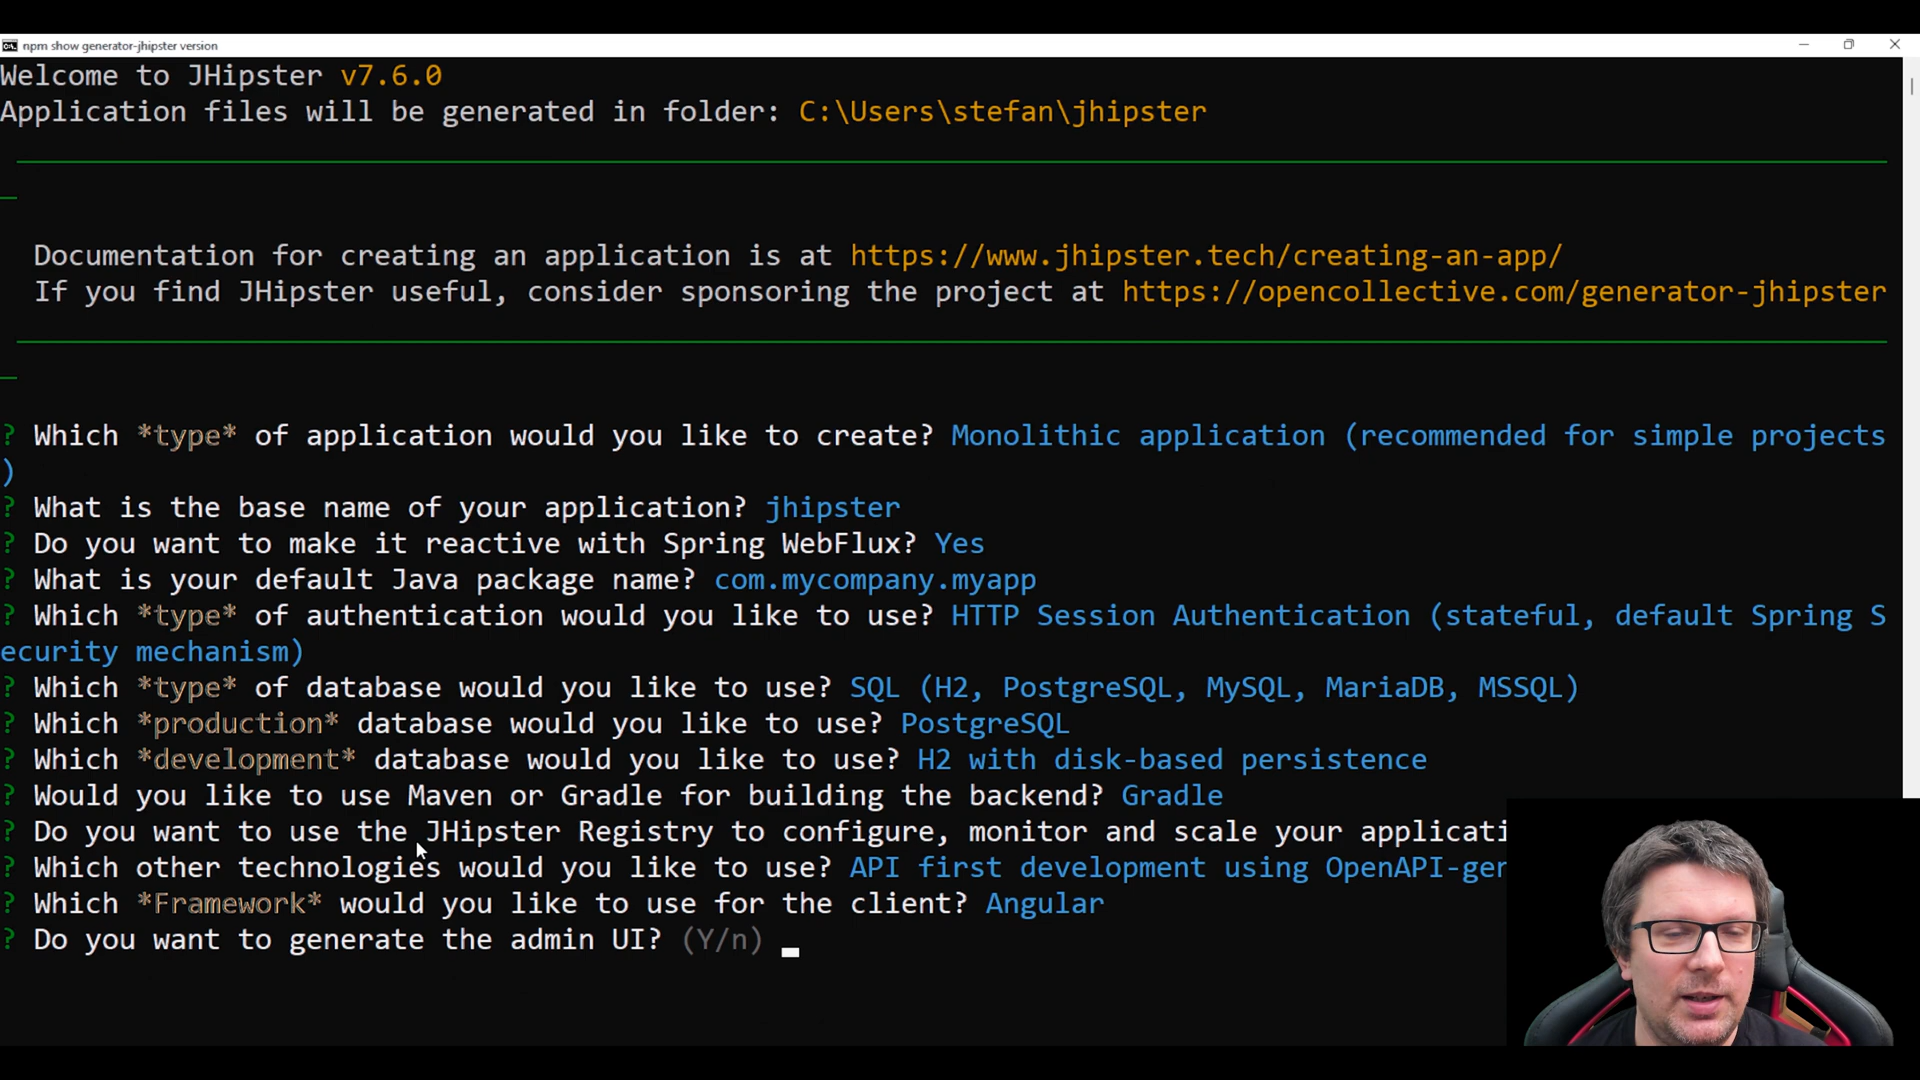 npm show generator-jhipster version
Welcome to JHipster v7.6.0
Application files will be generated in folder: C:\Users\stefan\jhipster
Documentation for creating an application is at https://www.jhipster.tech/creating-an-app/
If you find JHipster useful, consider sponsoring the project at https://opencollective.com/generator-jhipster
? Which *type* of application would you like to create? Monolithic application (recommended for simple projects
)
? What is the base name of your application? jhipster
? Do you want to make it reactive with Spring WebFlux? Yes
? What is your default Java package name? com.mycompany.myapp
? Which *type* of authentication would you like to use? HTTP Session Authentication (stateful, default Spring S
ecurity mechanism)
? Which *type* of database would you like to use? SQL (H2, PostgreSQL, MySQL, MariaDB, MSSQL)
? Which *production* database would you like to use? PostgreSQL
? Which *development* database would you like to use? H2 with disk-based persistence
? Would you like to use Maven or Gradle for building the backend? Gradle
? Do you want to use the JHipster Registry to configure, monitor and scale your applicati
? Which other technologies would you like to use? API first development using OpenAPI-gen
? Which *Framework* would you like to use for the client? Angular
? Do you want to generate the admin UI? (Y/n)